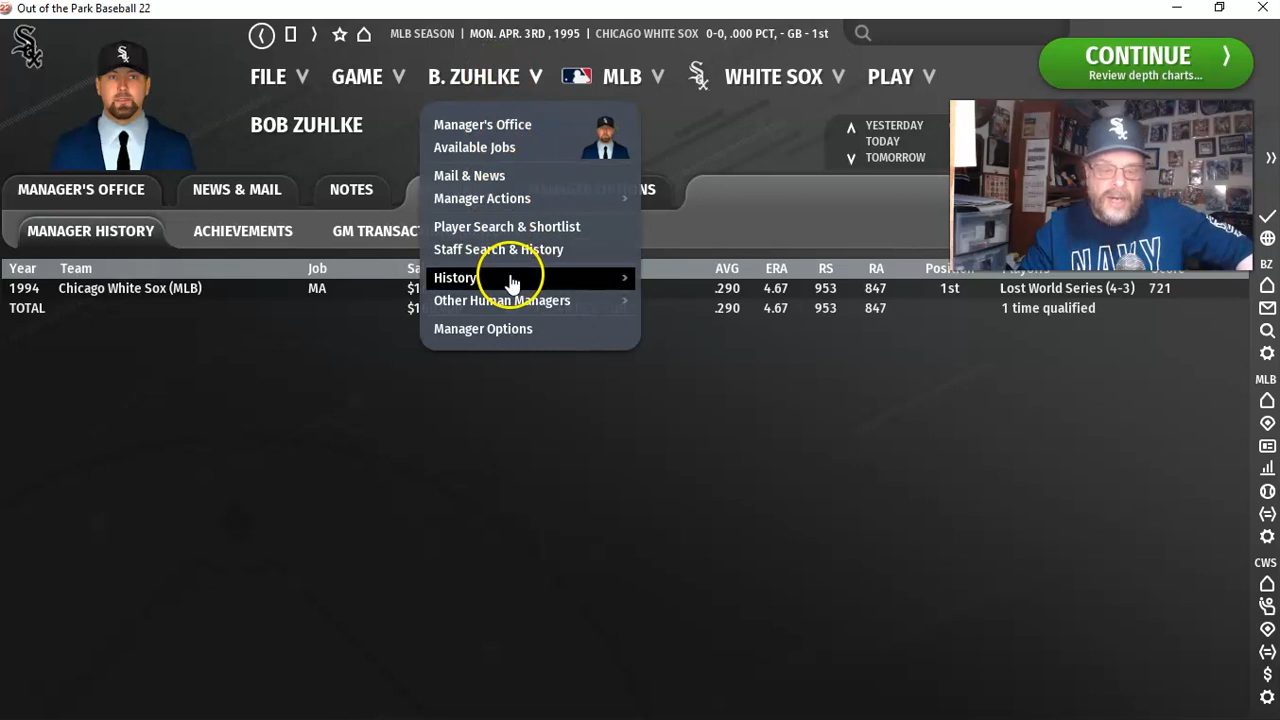 Out of the Park Baseball 22
MLB SEASON | MON. APR. 3RD , 1995 | CHICAGO WHITE SOX 0-0, .000 PCT, - GB - 1st
FILE GAME B. ZUHLKE MLB WHITE SOX PLAY
CONTINUE
Review depth charts...
BOB ZUHLKE
YESTERDAY
TODAY
TOMORROW
Manager's Office
Available Jobs
Mail & News
Manager Actions
Player Search & Shortlist
Staff Search & History
History
Other Human Managers
Manager Options
MANAGER'S OFFICE NEWS & MAIL NOTES
MANAGER HISTORY ACHIEVEMENTS
Year Team Job AVG ERA RS RA
1994 Chicago White Sox (MLB) MA .290 4.67 953 847 1st Lost World Series (4-3) 721
TOTAL .290 4.67 953 847 1 time qualified
NAVY
BZ
MLB
CWS